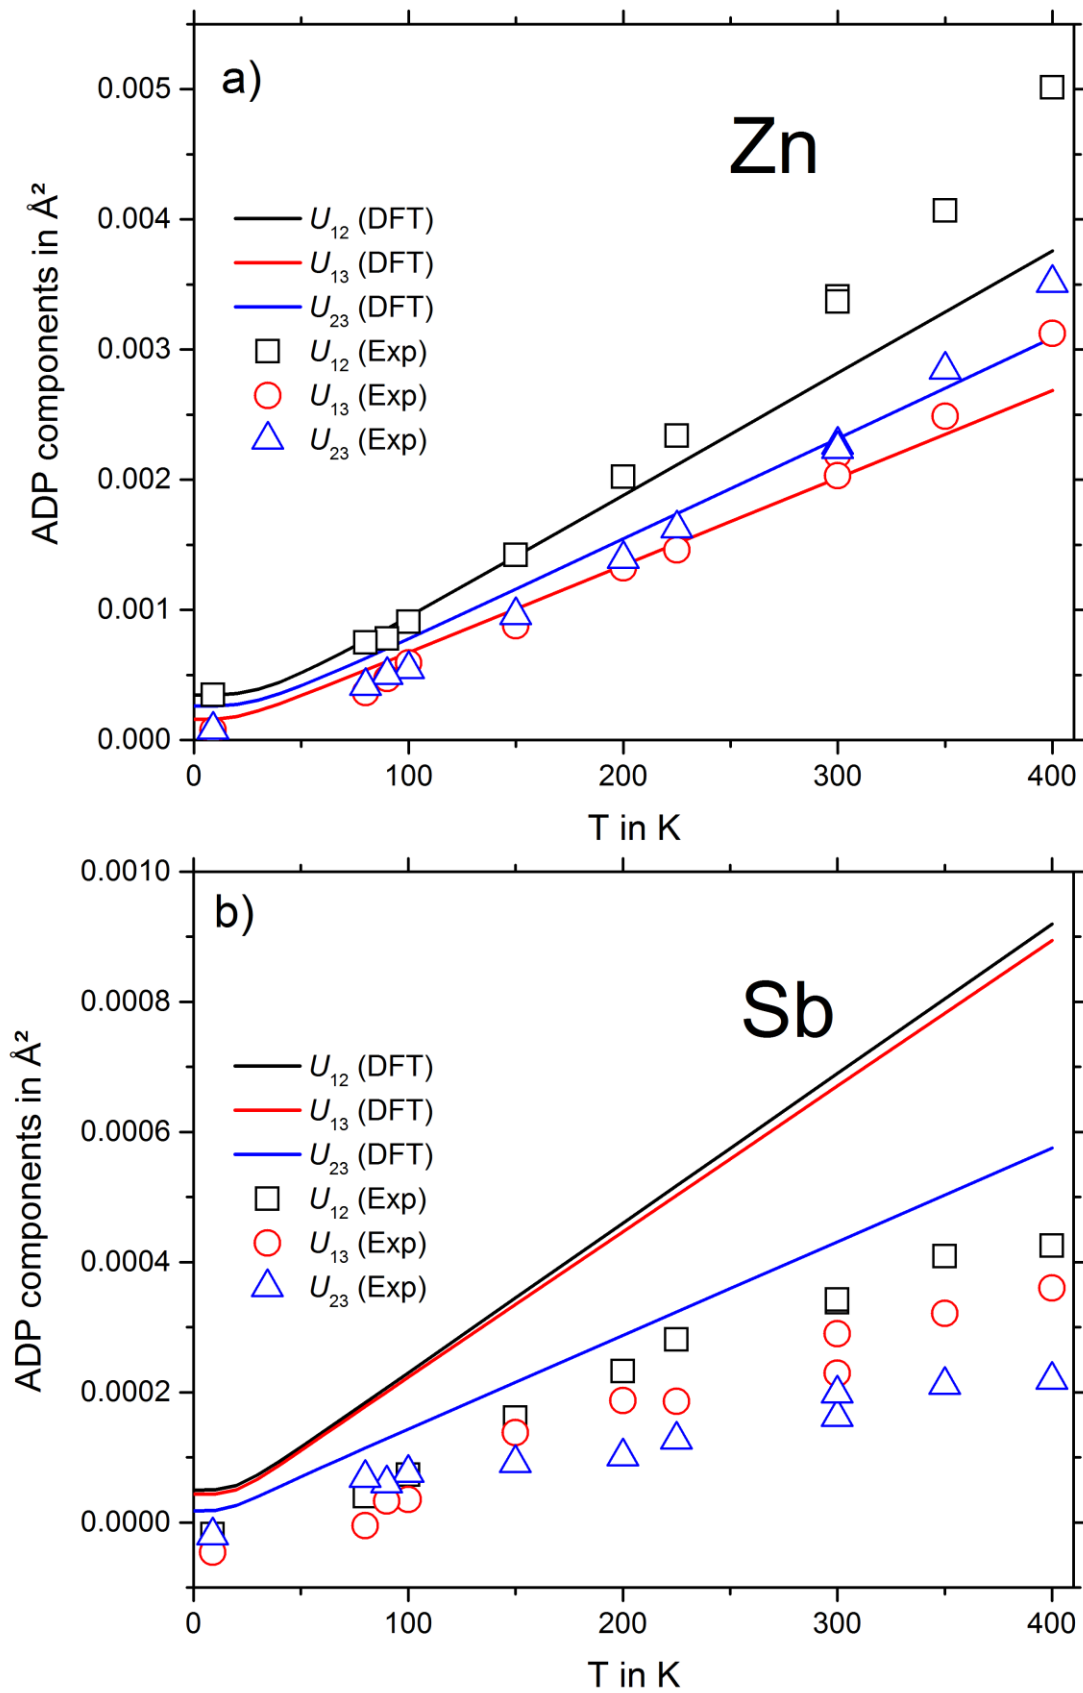 a)
Zn
ADP components in Å²
0.005
0.004
0.003
0.002
0.001
0.000
U₁₂ (DFT)
U₁₃ (DFT)
U₂₃ (DFT)
U₁₂ (Exp)
U₁₃ (Exp)
U₂₃ (Exp)
0 100 200 300 400
T in K
b)
Sb
ADP components in Å²
0.0010
0.0008
0.0006
0.0004
0.0002
0.0000
U₁₂ (DFT)
U₁₃ (DFT)
U₂₃ (DFT)
U₁₂ (Exp)
U₁₃ (Exp)
U₂₃ (Exp)
0 100 200 300 400
T in K